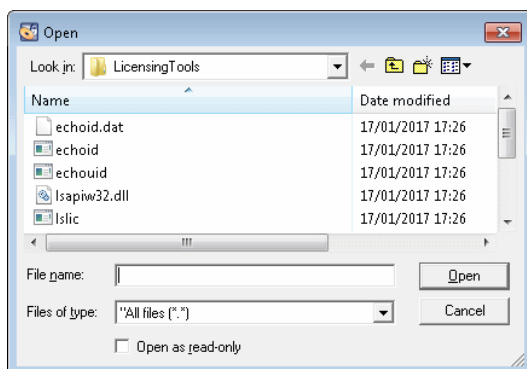 Open
Look in: LicensingTools
Name Date modified
echoid.dat 17/01/2017 17:26
echoid 17/01/2017 17:26
echouid 17/01/2017 17:26
lsapiw32.dll 17/01/2017 17:26
lslic 17/01/2017 17:26
File name: Open
Files of type: "All files (*.*) Cancel
Open as read-only